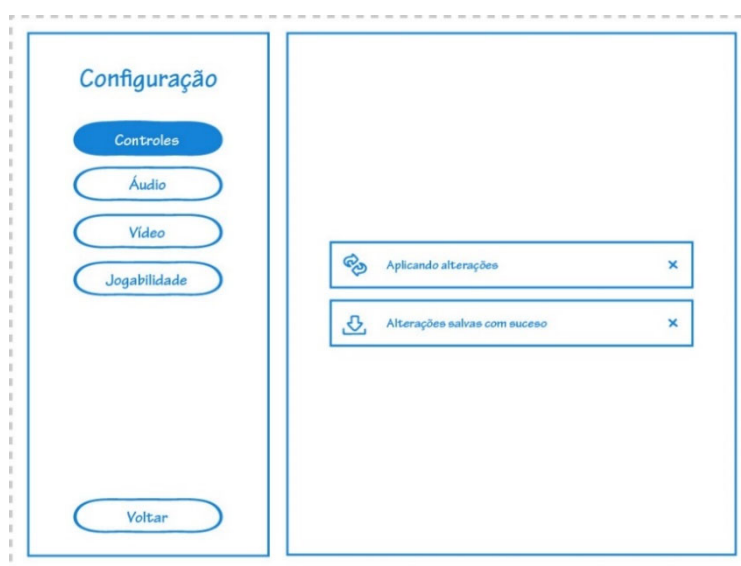 Configuração
Controles
Áudio
Vídeo
Jogabilidade
Voltar
Aplicando alterações
Alterações salvas com suceso